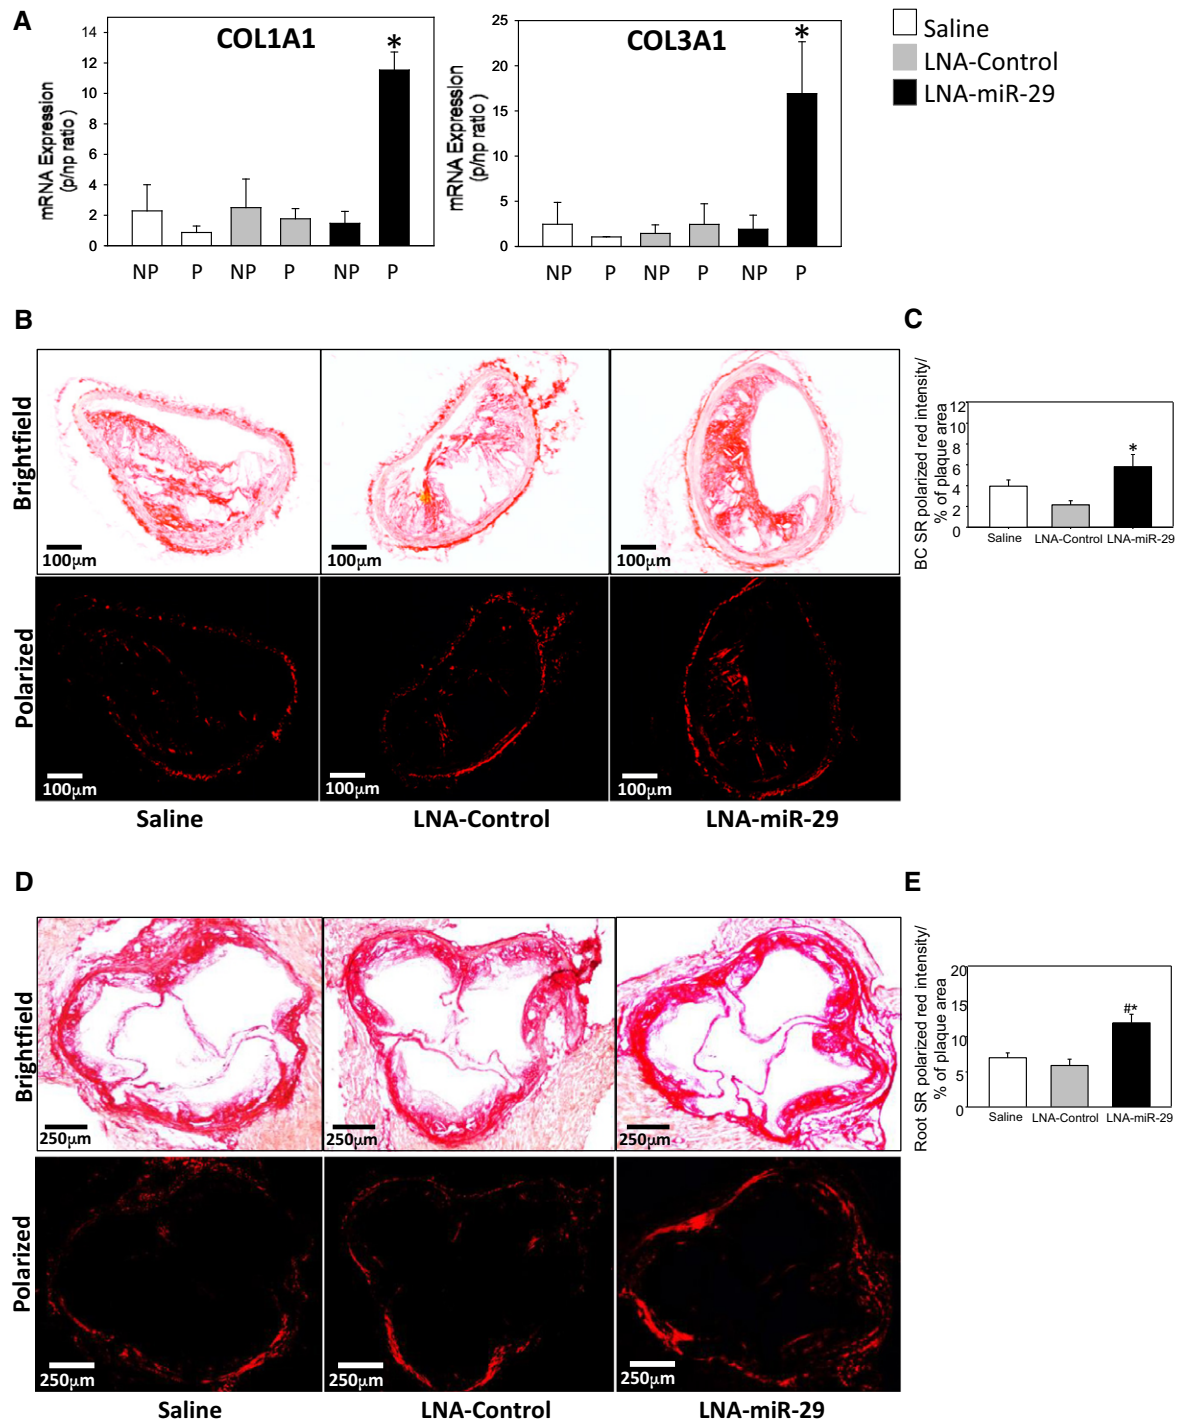 A
COL1A1
14
12
10
8
6
4
2
0
mRNA Expression
(p/np ratio )
*
NP P NP P NP P
COL3A1
25
20
15
10
5
0
mRNA Expression
(p/np ratio )
*
NP P NP P NP P
Saline
LNA-Control
LNA-miR-29
B
Brightfield
100μm
100μm
100μm
Polarized
100μm
100μm
100μm
Saline LNA-Control LNA-miR-29
C
BC SR polarized red intensity/
% of plaque area
12
10
8
6
4
2
0
*
Saline LNA-Control LNA-miR-29
D
Brightfield
250μm
250μm
250μm
Polarized
250μm
250μm
250μm
Saline LNA-Control LNA-miR-29
E
Root SR polarized red intensity/
% of plaque area
20
15
10
5
0
#*
Saline LNA-Control LNA-miR-29